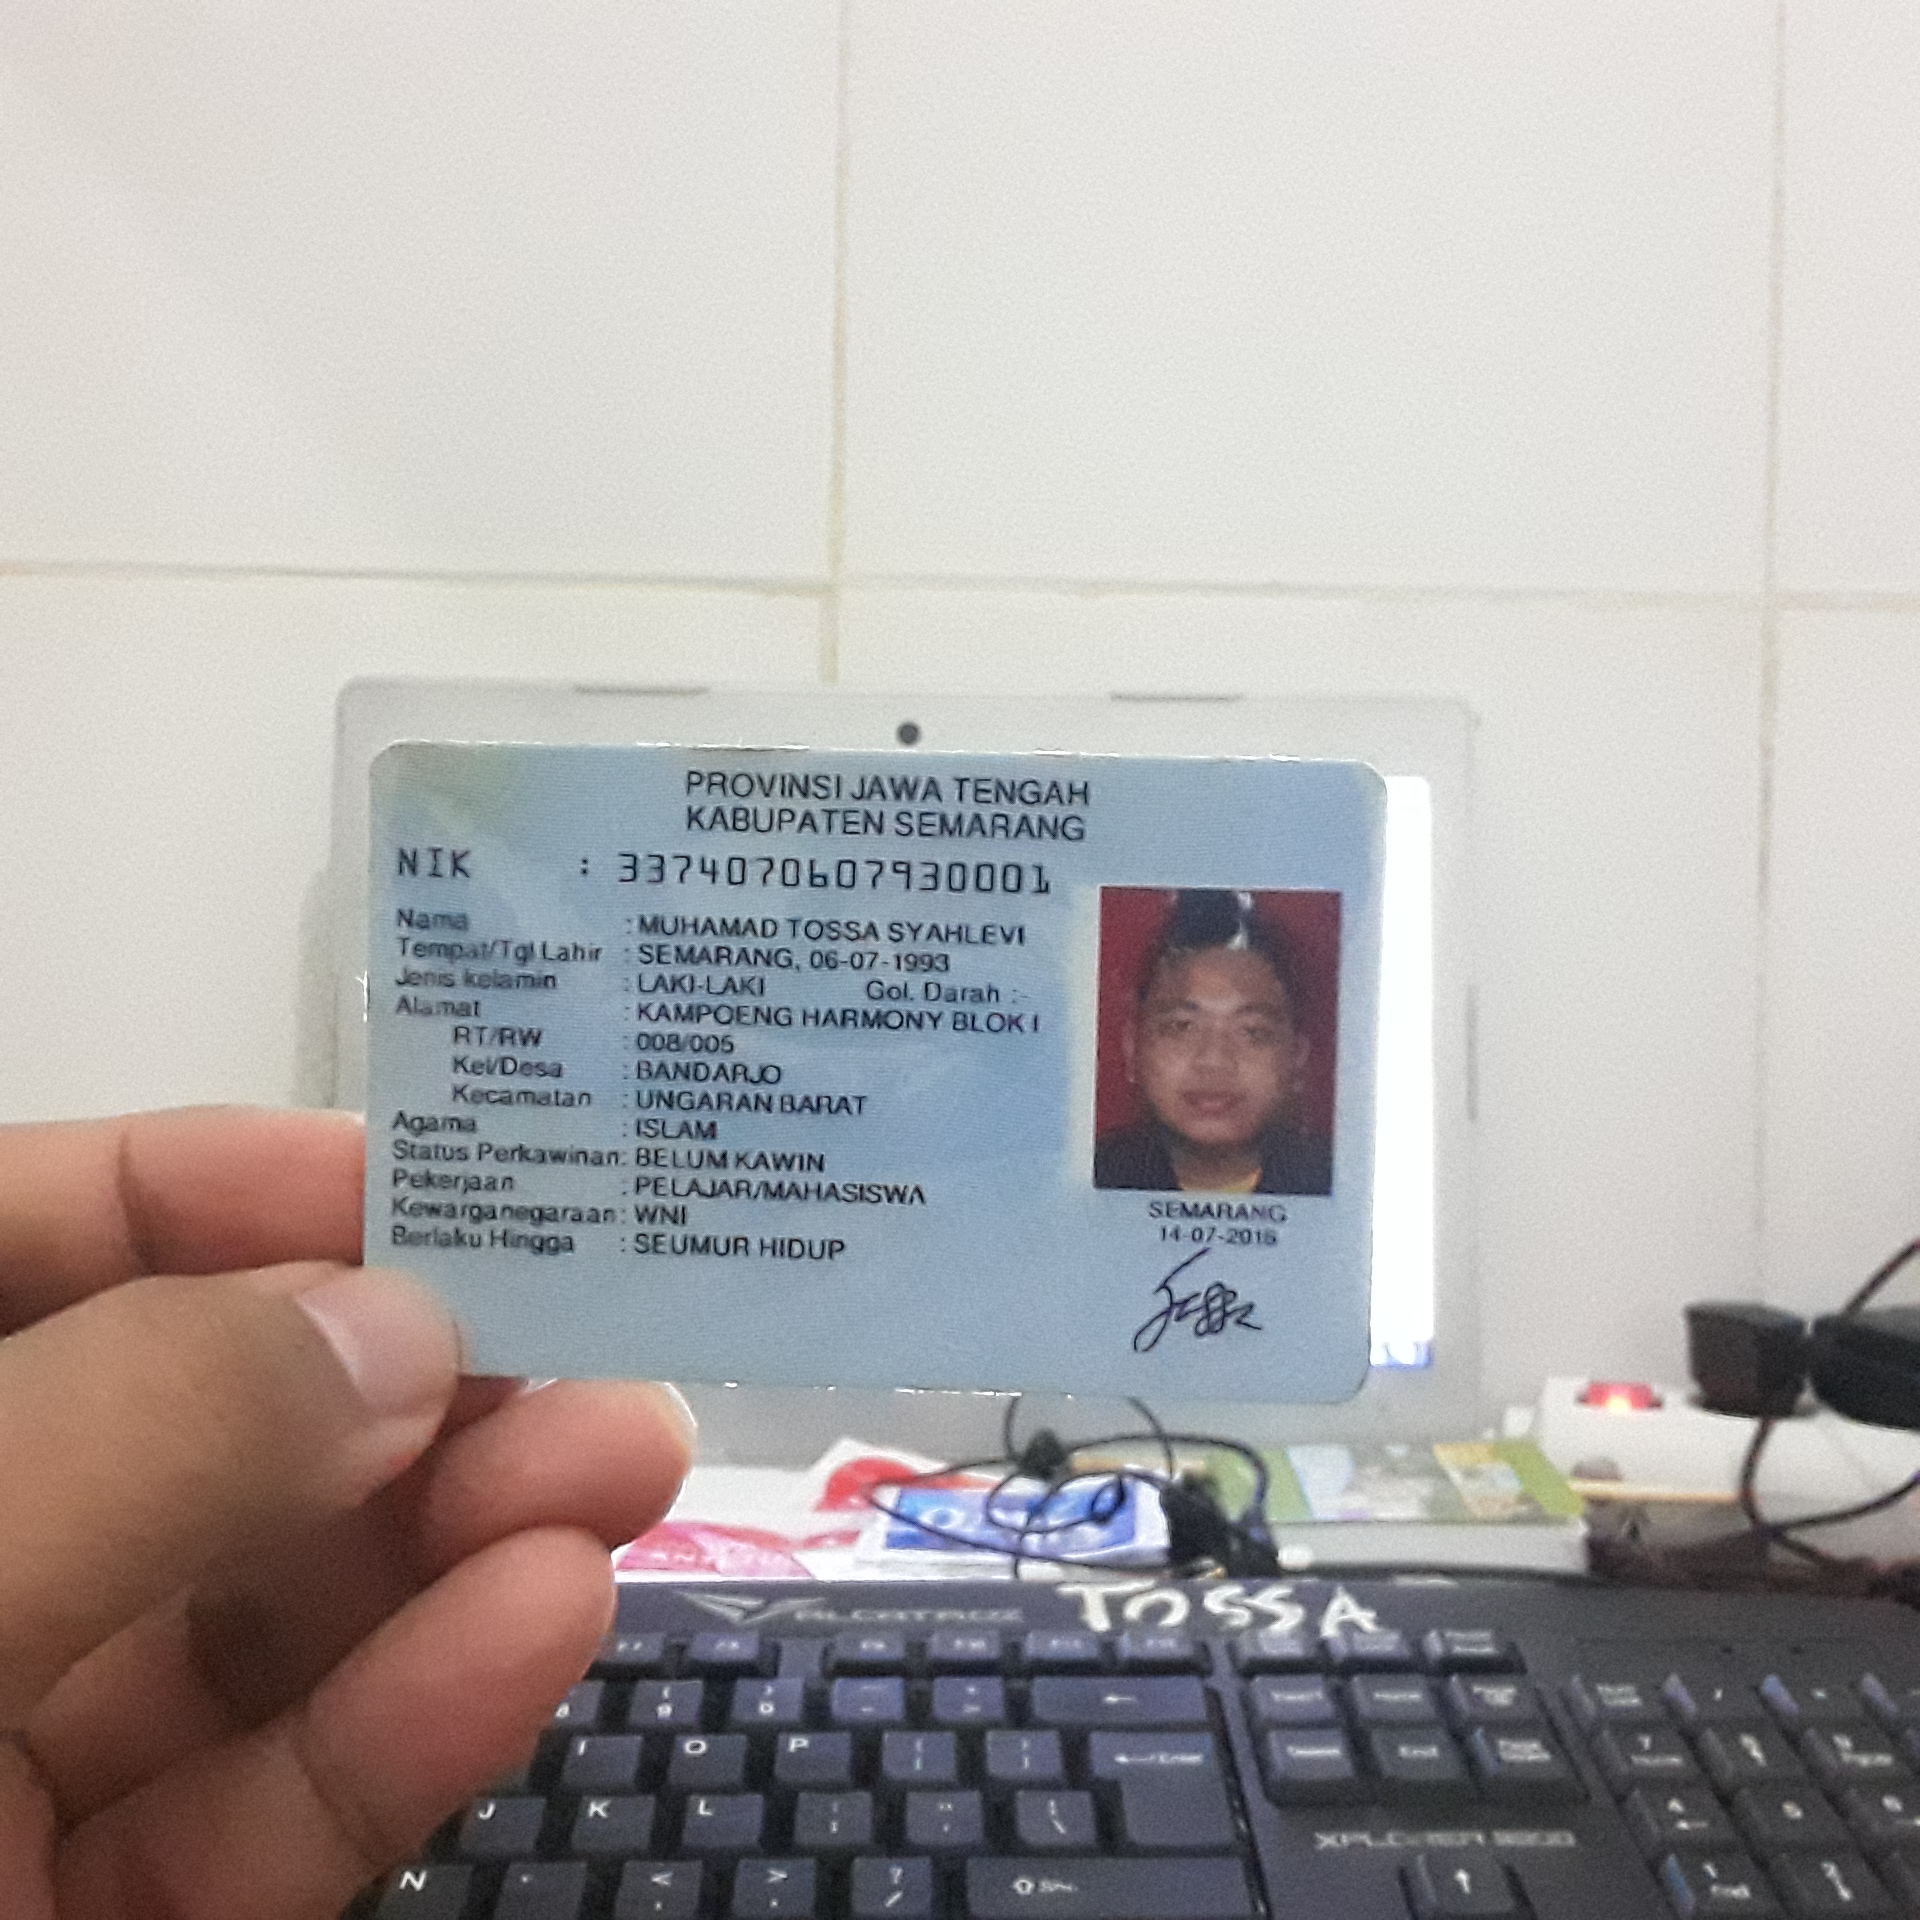 PROVINSI JAWA TENGAH
KABUPATEN SEMARANG
NIK : 3374070607930001
Nama : MUHAMAD TOSSA SYAHLEVI
Tempat/Tgl Lahir : SEMARANG, 06-07-1993
Jenis kelamin : LAKI-LAKI Gol. Darah :-
Alamat : KAMPOENG HARMONY BLOK I
RT/RW : 008/005
Kel/Desa : BANDARJO
Kecamatan : UNGARAN BARAT
Agama : ISLAM
Status Perkawinan: BELUM KAWIN
Pekerjaan : PELAJAR/MAHASISWA
Kewarganegaraan: WNI
Berlaku Hingga : SEUMUR HIDUP
SEMARANG
14-07-2016
Tossa
ALCATROZ TOSSA
I O P
Enter
J K L
XPLORER
N